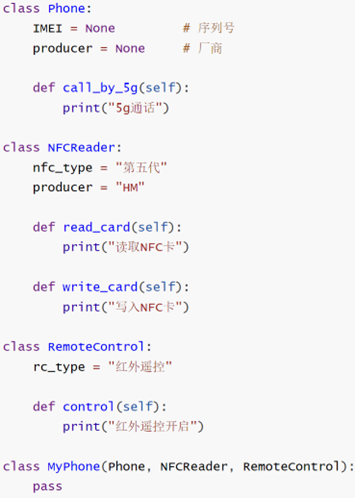 class Phone:
    IMEI = None         # 序列号
    producer = None     # 厂商

    def call_by_5g(self):
        print("5g通话")

class NFCReader:
    nfc_type = "第五代"
    producer = "HM"

    def read_card(self):
        print("读取NFC卡")

    def write_card(self):
        print("写入NFC卡")

class RemoteControl:
    rc_type = "红外遥控"

    def control(self):
        print("红外遥控开启")

class MyPhone(Phone, NFCReader, RemoteControl):
    pass